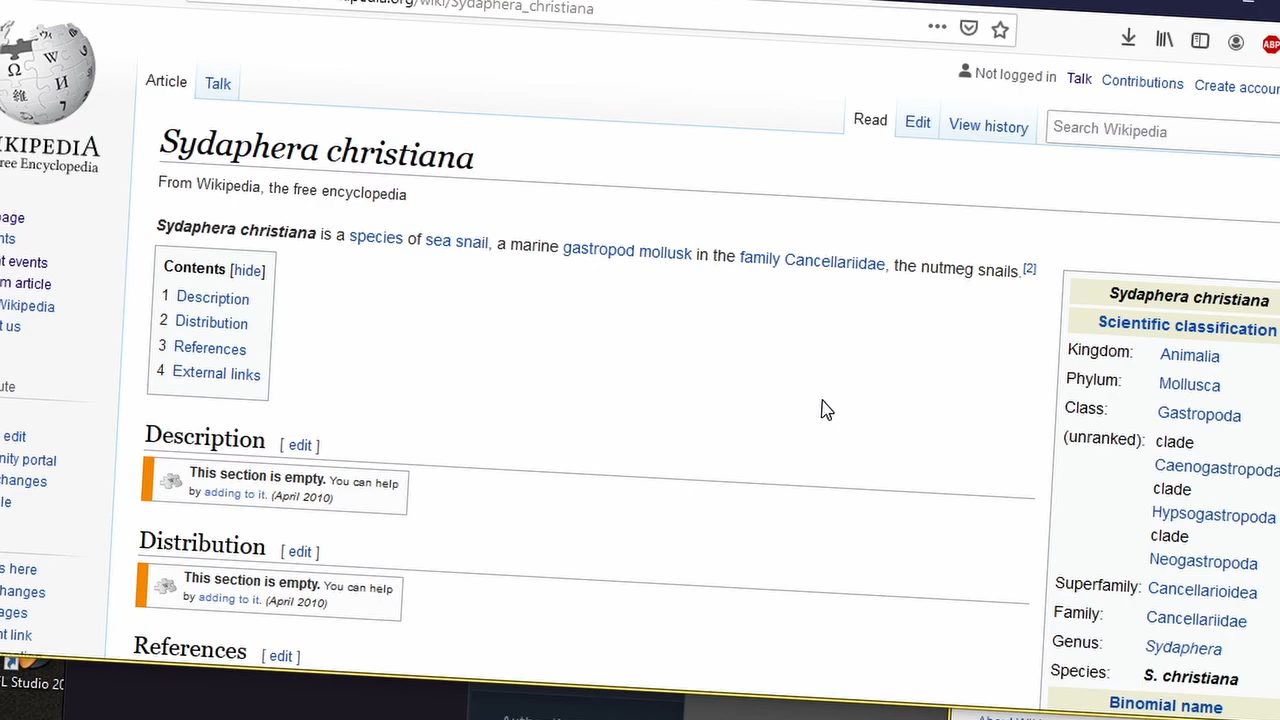 wiki/Sydaphera_christiana
Not logged in Talk Contributions Create accou
Article Talk
Read Edit View history Search Wikipedia
IKIPEDIA
ree Encyclopedia
Sydaphera christiana
From Wikipedia, the free encyclopedia
Sydaphera christiana is a species of sea snail, a marine gastropod mollusk in the family Cancellariidae, the nutmeg snails.[2]
age
nts
t events
m article
Wikipedia
t us
ute
edit
nity portal
changes
le
s here
hanges
ages
nt link
Contents [hide]
1 Description
2 Distribution
3 References
4 External links
Description [ edit ]
This section is empty. You can help
by adding to it. (April 2010)
Distribution [ edit ]
This section is empty. You can help
by adding to it. (April 2010)
References [ edit ]
Sydaphera christiana
Scientific classification
Kingdom: Animalia
Phylum: Mollusca
Class: Gastropoda
(unranked): clade
Caenogastropoda
clade
Hypsogastropoda
clade
Neogastropoda
Superfamily: Cancellarioidea
Family: Cancellariidae
Genus: Sydaphera
Species: S. christiana
Binomial name
L Studio 20
ABP